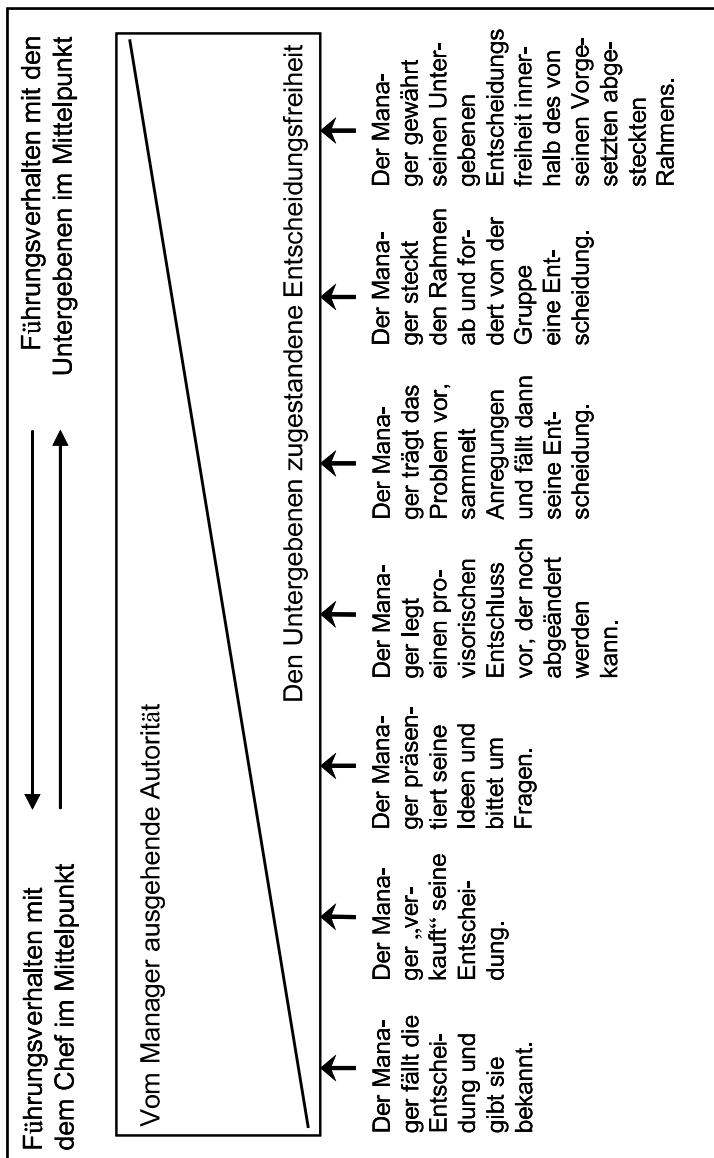 Führungsverhalten mit
dem Chef im Mittelpunkt
Führungsverhalten mit den
Untergebenen im Mittelpunkt
Vom Manager ausgehende Autorität
Den Untergebenen zugestandene Entscheidungsfreiheit
Der Mana-
ger fällt die
Entschei-
dung und
gibt sie
bekannt.
Der Mana-
ger „ver-
kauft“ seine
Entschei-
dung.
Der Mana-
ger präsen-
tiert seine
Ideen und
bittet um
Fragen.
Der Mana-
ger legt
einen pro-
visorischen
Entschluss
vor, der noch
abgeändert
werden
kann.
Der Mana-
ger trägt das
Problem vor,
sammelt
Anregungen
und fällt dann
seine Ent-
scheidung.
Der Mana-
ger steckt
den Rahmen
ab und for-
dert von der
Gruppe
eine Ent-
scheidung.
Der Mana-
ger gewährt
seinen Unter-
gebenen
Entscheidungs
freiheit inner-
halb des von
seinen Vorge-
setzten abge-
steckten
Rahmens.